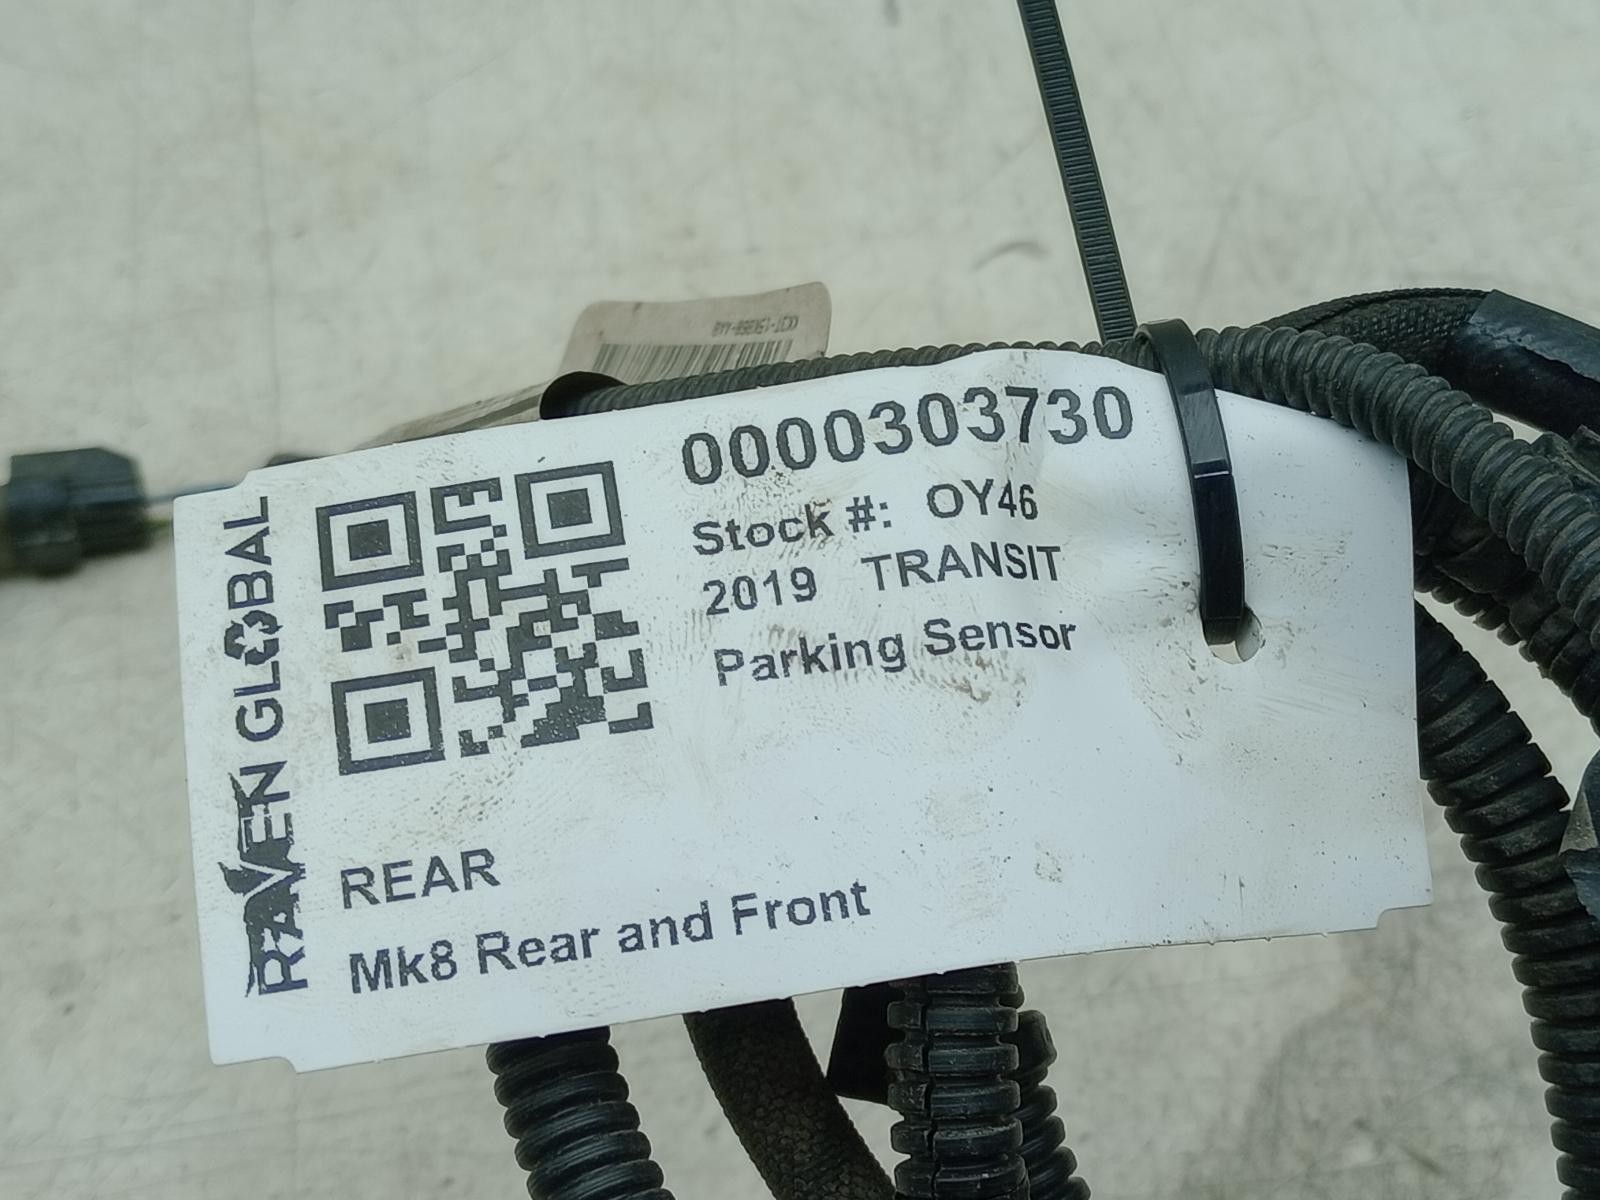 0000303730
Stock #: OY46
2019 TRANSIT
Parking Sensor
REAR
Mk8 Rear and Front
RAVEN GLOBAL